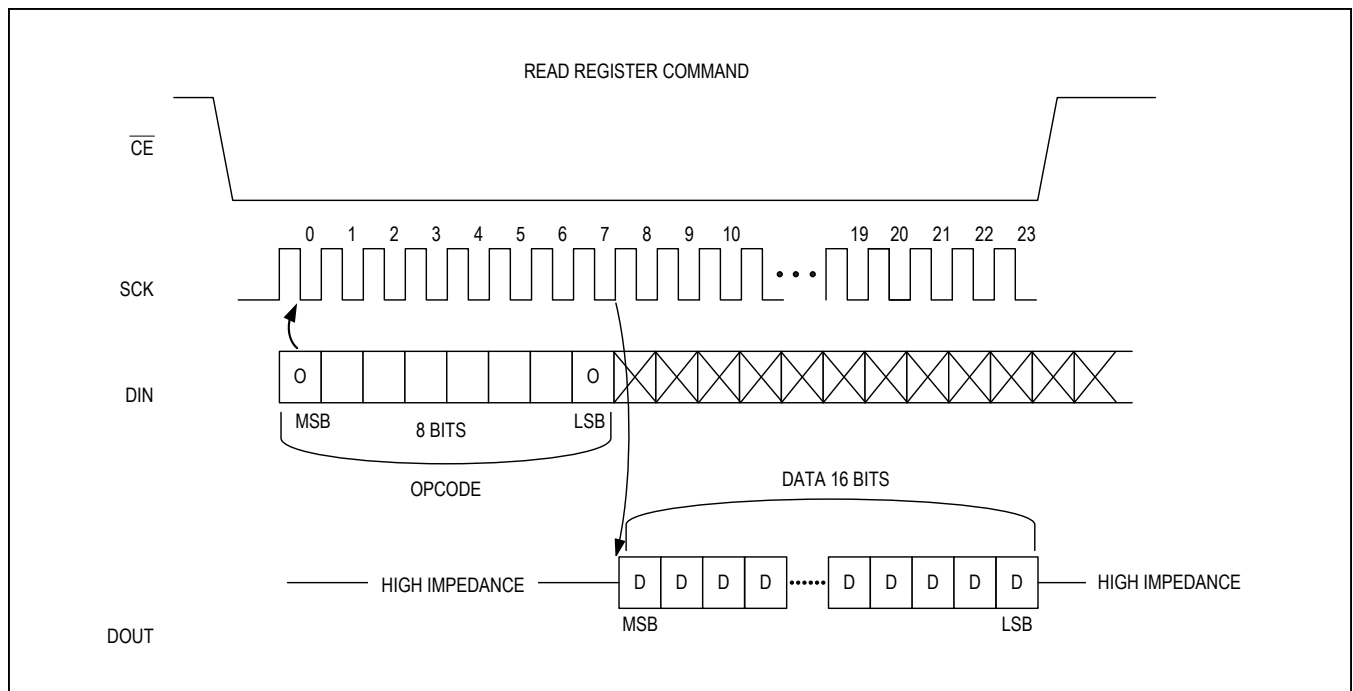 READ REGISTER COMMAND
CE
0 1 2 3 4 5 6 7 8 9 10 19 20 21 22 23
SCK
DIN
O O
MSB 8 BITS LSB
OPCODE
DATA 16 BITS
HIGH IMPEDANCE D D D D D D D D D HIGH IMPEDANCE
MSB LSB
DOUT